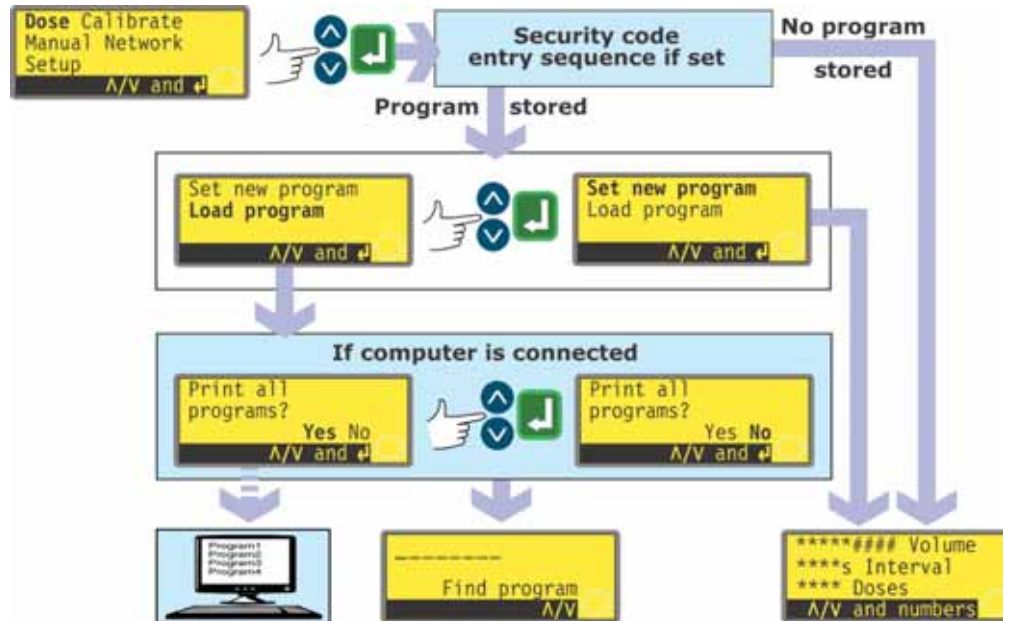 Dose Calibrate
Manual Network
Setup
Λ/V and ↲
Security code
entry sequence if set
No program
stored
Program stored
Set new program
Load program
Λ/V and ↲
Set new program
Load program
Λ/V and ↲
If computer is connected
Print all
programs?
Yes No
Λ/V and ↲
Print all
programs?
Yes No
Λ/V and ↲
Program1
Program2
Program3
Program4
_______
Find program
Λ/V
*****#### Volume
****s Interval
**** Doses
Λ/V and numbers